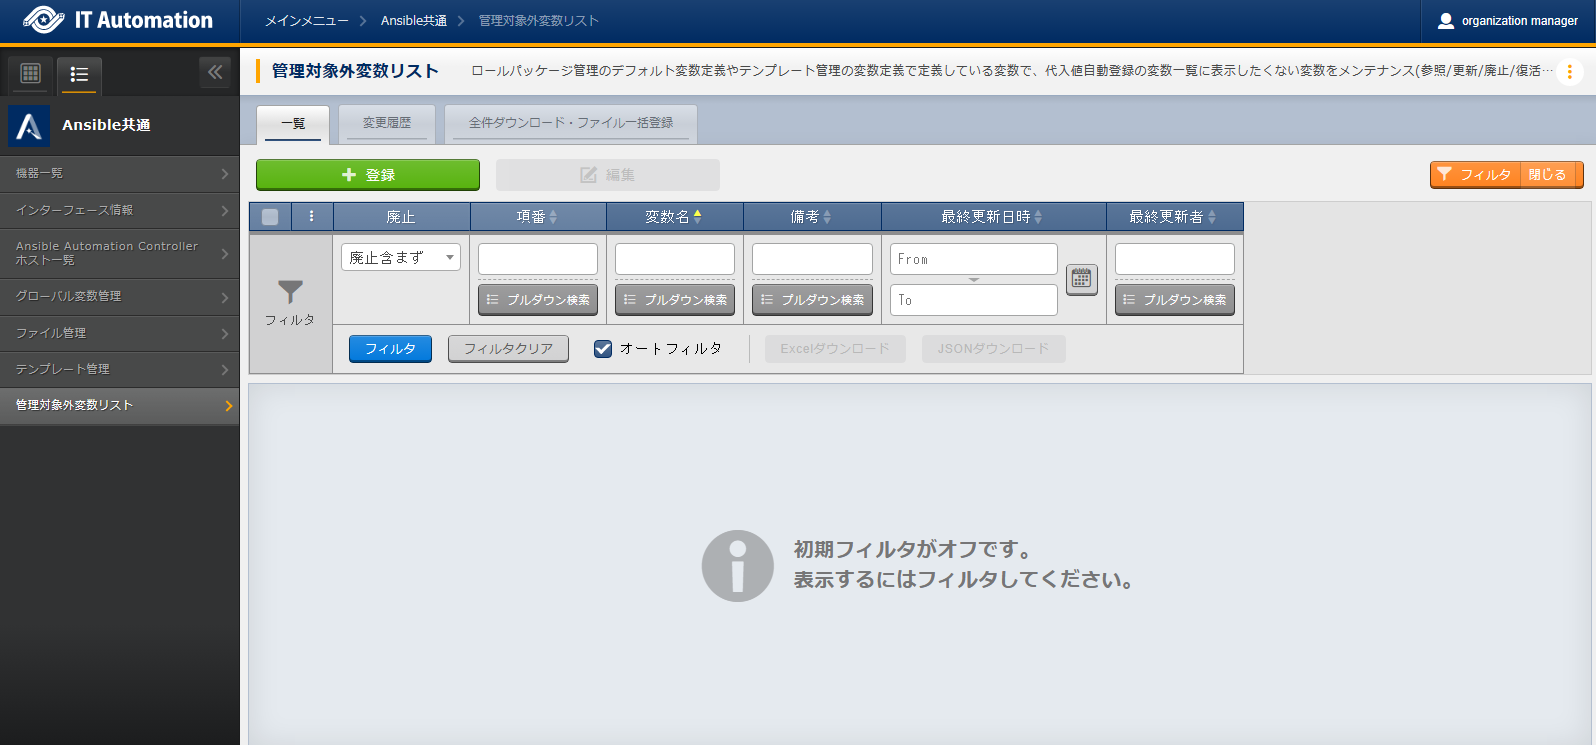 IT Automation
メインメニュー
Ansible共通
管理対象外変数リスト
organization manager
Ansible共通
機器一覧
インターフェース情報
Ansible Automation Controller
ホスト一覧
グローバル変数管理
ファイル管理
テンプレート管理
管理対象外変数リスト
管理対象外変数リスト
ロールパッケージ管理のデフォルト変数定義やテンプレート管理の変数定義で定義している変数で、代入値自動登録の変数一覧に表示したくない変数をメンテナンス(参照/更新/廃止/復活…
一覧
変更履歴
全件ダウンロード・ファイル一括登録
登録
編集
フィルタ 閉じる
廃止 項番 変数名 備考 最終更新日時 最終更新者
フィルタ
廃止含まず
From
To
プルダウン検索
プルダウン検索
プルダウン検索
プルダウン検索
フィルタ
フィルタクリア
オートフィルタ
Excelダウンロード
JSONダウンロード
初期フィルタがオフです。
表示するにはフィルタしてください。